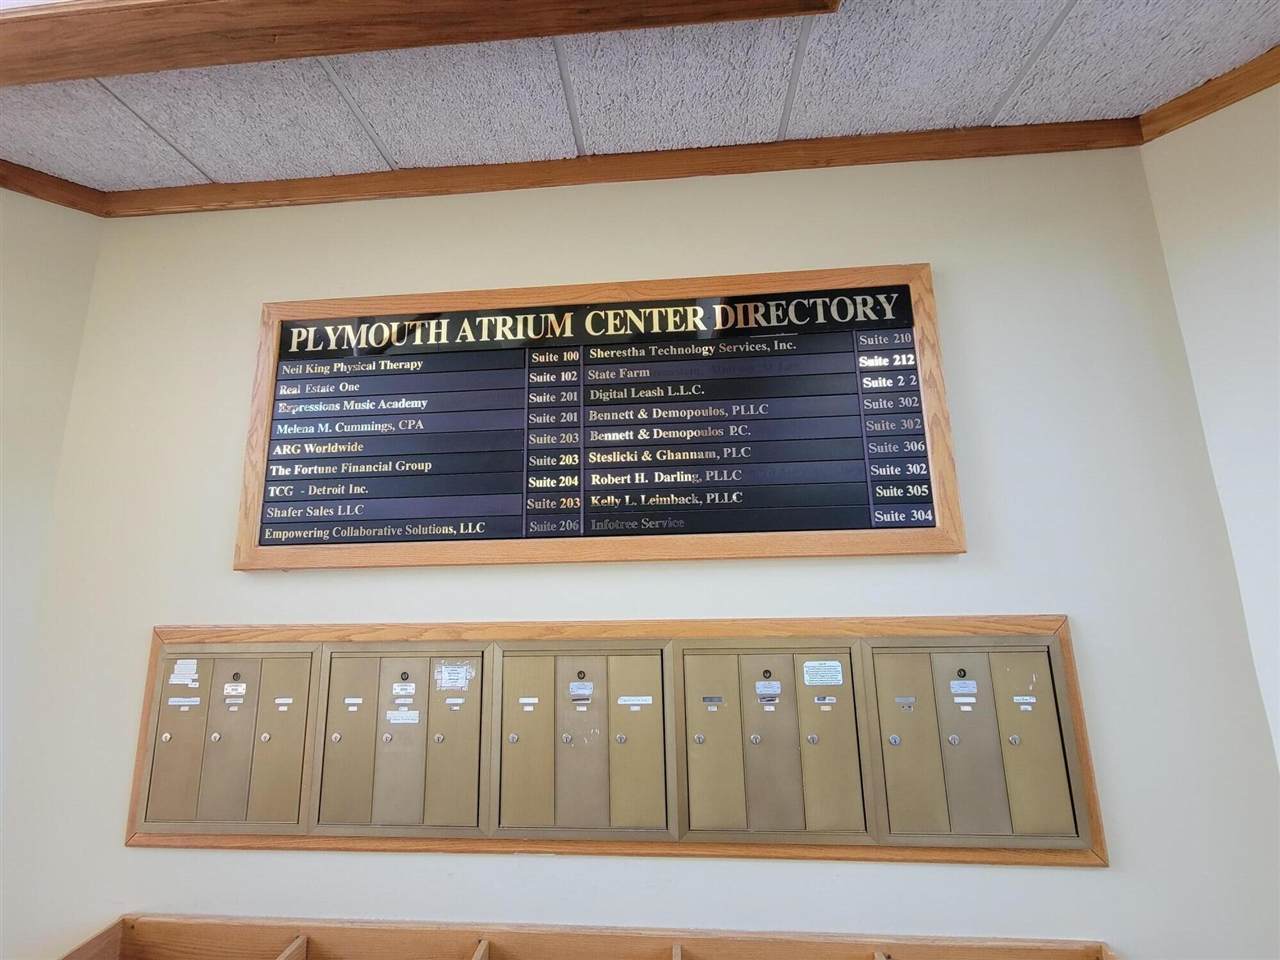 PLYMOUTH ATRIUM CENTER DIRECTORY
Neil King Physical Therapy Suite 100
Real Estate One Suite 102
Expressions Music Academy Suite 201
Melena M. Cummings, CPA Suite 201
ARG Worldwide Suite 203
The Fortune Financial Group Suite 203
TCG - Detroit Inc. Suite 204
Shafer Sales LLC Suite 203
Empowering Collaborative Solutions, LLC Suite 206
Sherestha Technology Services, Inc. Suite 210
State Farm Suite 212
Digital Leash L.L.C. Suite 2 2
Bennett & Demopoulos, PLLC Suite 302
Bennett & Demopoulos P.C. Suite 302
Steslicki & Ghannam, PLC Suite 306
Robert H. Darling, PLLC Suite 302
Kelly L. Leimback, PLLC Suite 305
Infotree Service Suite 304